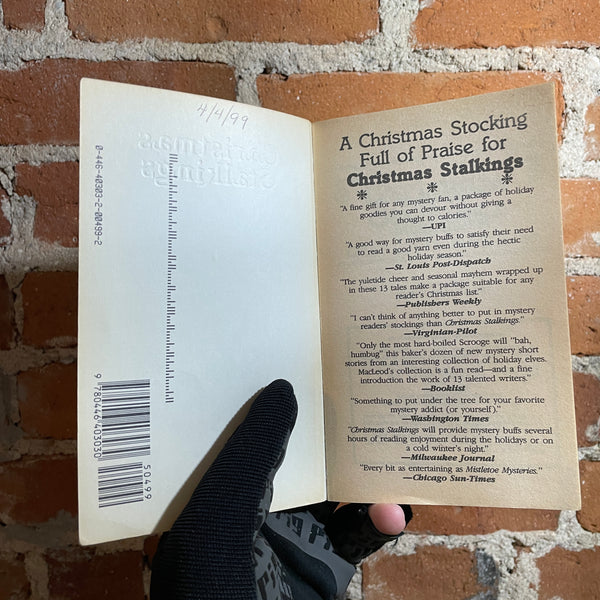 4/4/99
Christmas
Stalkings
0-446-40303-2-00499-2
9 780446 403030
50499
A Christmas Stocking
Full of Praise for
Christmas Stalkings
"A fine gift for any mystery fan, a package of holiday
goodies you can devour without giving a
thought to calories."
—UPI
"A good way for mystery buffs to satisfy their need
to read a good yarn even during the hectic
holiday season."
—St. Louis Post-Dispatch
"The yuletide cheer and seasonal mayhem wrapped up
in these 13 tales make a package suitable for any
reader's Christmas list."
—Publishers Weekly
"I can't think of anything better to put in mystery
readers' stockings than Christmas Stalkings."
—Virginian-Pilot
"Only the most hard-boiled Scrooge will "bah,
humbug" this baker's dozen of new mystery short
stories from an interesting collection of holiday elves.
MacLeod's collection is a fun read—and a fine
introduction to the work of 13 talented writers."
—Booklist
"Something to put under the tree for your favorite
mystery addict (or yourself)."
—Washington Times
"Christmas Stalkings will provide mystery buffs several
hours of reading enjoyment during the holidays or on
a cold winter's night."
—Milwaukee Journal
"Every bit as entertaining as Mistletoe Mysteries."
—Chicago Sun-Times